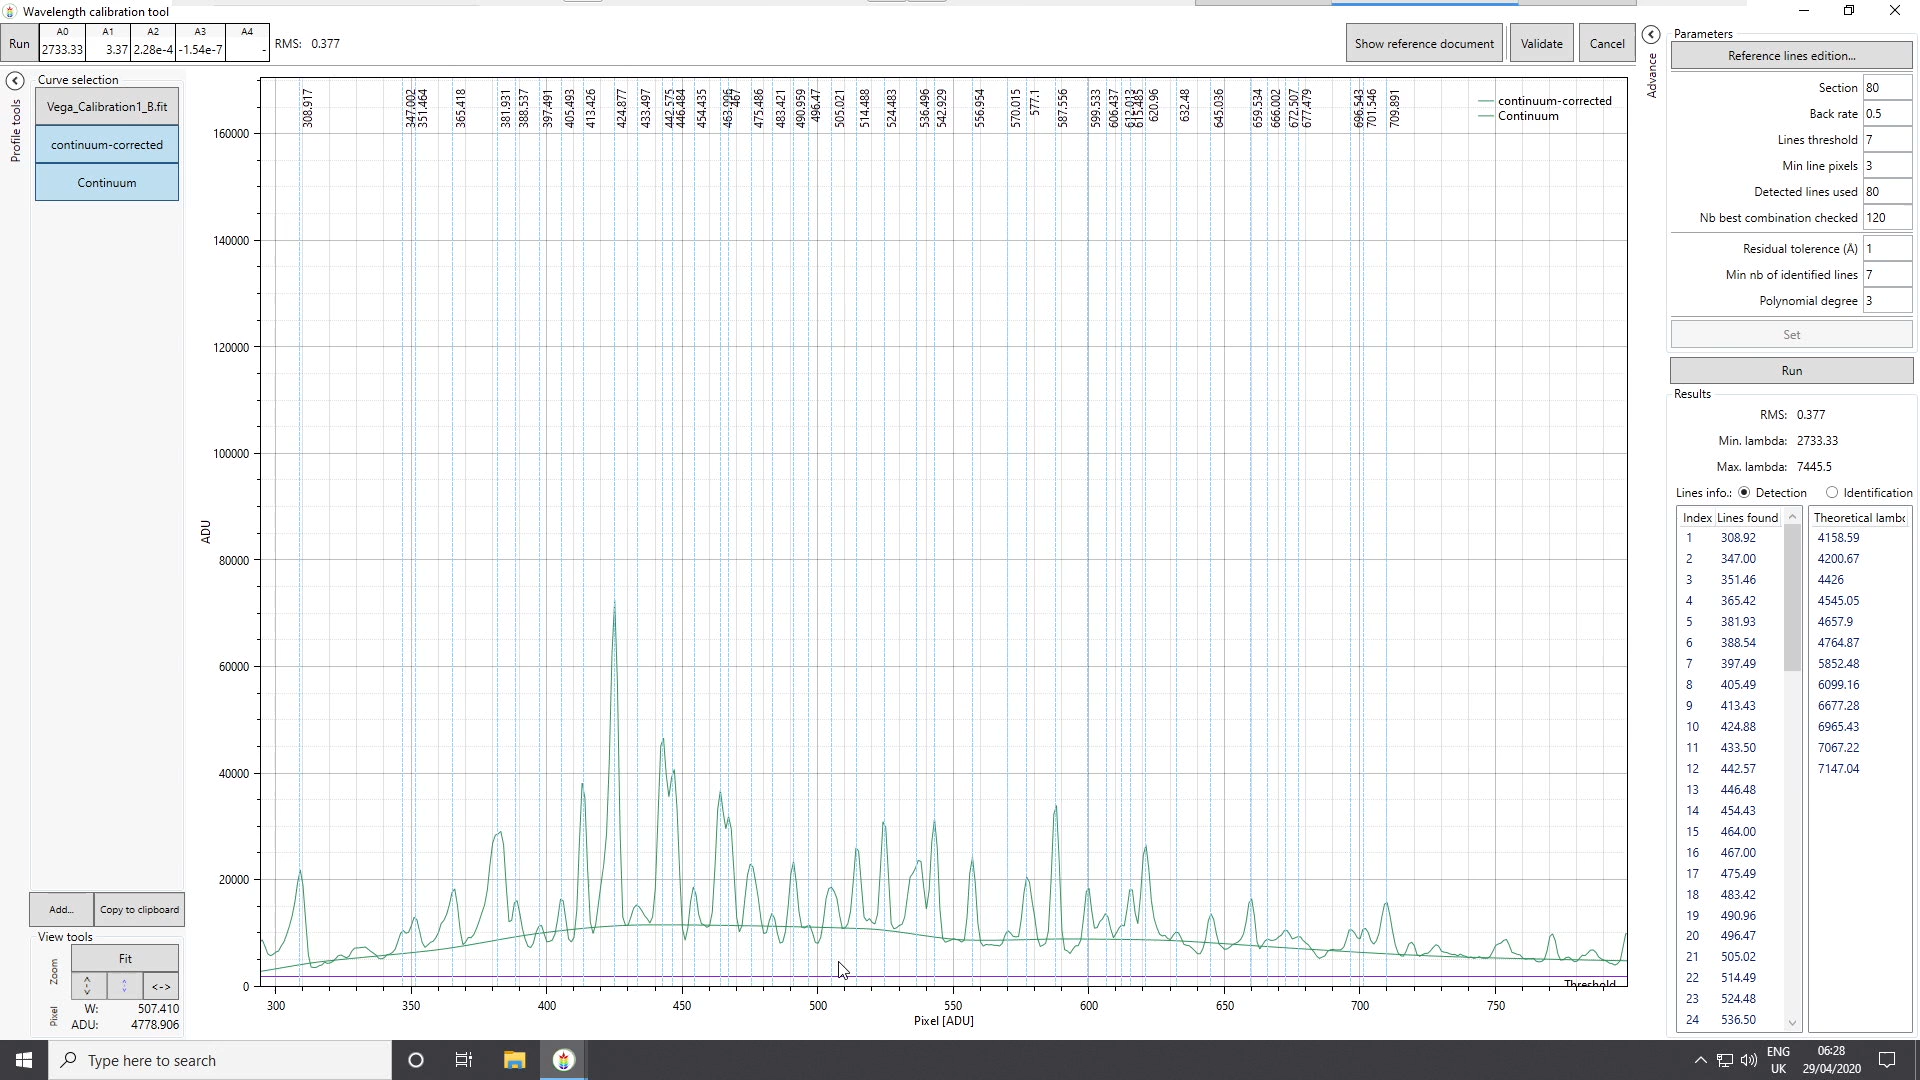 Wavelength calibration tool
Run
A0 A1 A2 A3 A4
2733.33 3.37 2.28e-4 -1.54e-7 -
RMS: 0.377
Show reference document
Validate
Cancel
Profile tools
Curve selection
Vega_Calibration1_B.fit
continuum-corrected
Continuum
Add...
Copy to clipboard
View tools
Zoom
Fit
<->
Pixel
W: 507.410
ADU: 4778.906
308.917
347.002
351.464
365.418
381.931
388.537
397.491
405.493
413.426
424.877
433.497
442.575
446.484
454.435
467
475.486
483.421
490.959
496.47
505.021
514.488
524.483
536.496
542.929
556.954
570.015
577.1
587.556
599.533
606.437
612.012
615.485
620.96
632.48
645.036
659.534
666.002
672.507
677.479
696.543
701.546
709.891
continuum-corrected
Continuum
160000
140000
120000
100000
80000
60000
40000
20000
0
ADU
300 350 400 450 500 550 600 650 700 750
Pixel [ADU]
Threshold
Advance
Parameters
Reference lines edition...
Section 80
Back rate 0.5
Lines threshold 7
Min line pixels 3
Detected lines used 80
Nb best combination checked 120
Residual tolerence (Å) 1
Min nb of identified lines 7
Polynomial degree 3
Set
Run
Results
RMS: 0.377
Min. lambda: 2733.33
Max. lambda: 7445.5
Lines info.: Detection Identification
Index Lines found Theoretical lambd
1 308.92 4158.59
2 347.00 4200.67
3 351.46 4426
4 365.42 4545.05
5 381.93 4657.9
6 388.54 4764.87
7 397.49 5852.48
8 405.49 6099.16
9 413.43 6677.28
10 424.88 6965.43
11 433.50 7067.22
12 442.57 7147.04
13 446.48
14 454.43
15 464.00
16 467.00
17 475.49
18 483.42
19 490.96
20 496.47
21 505.02
22 514.49
23 524.48
24 536.50
Type here to search
ENG
UK
06:28
29/04/2020